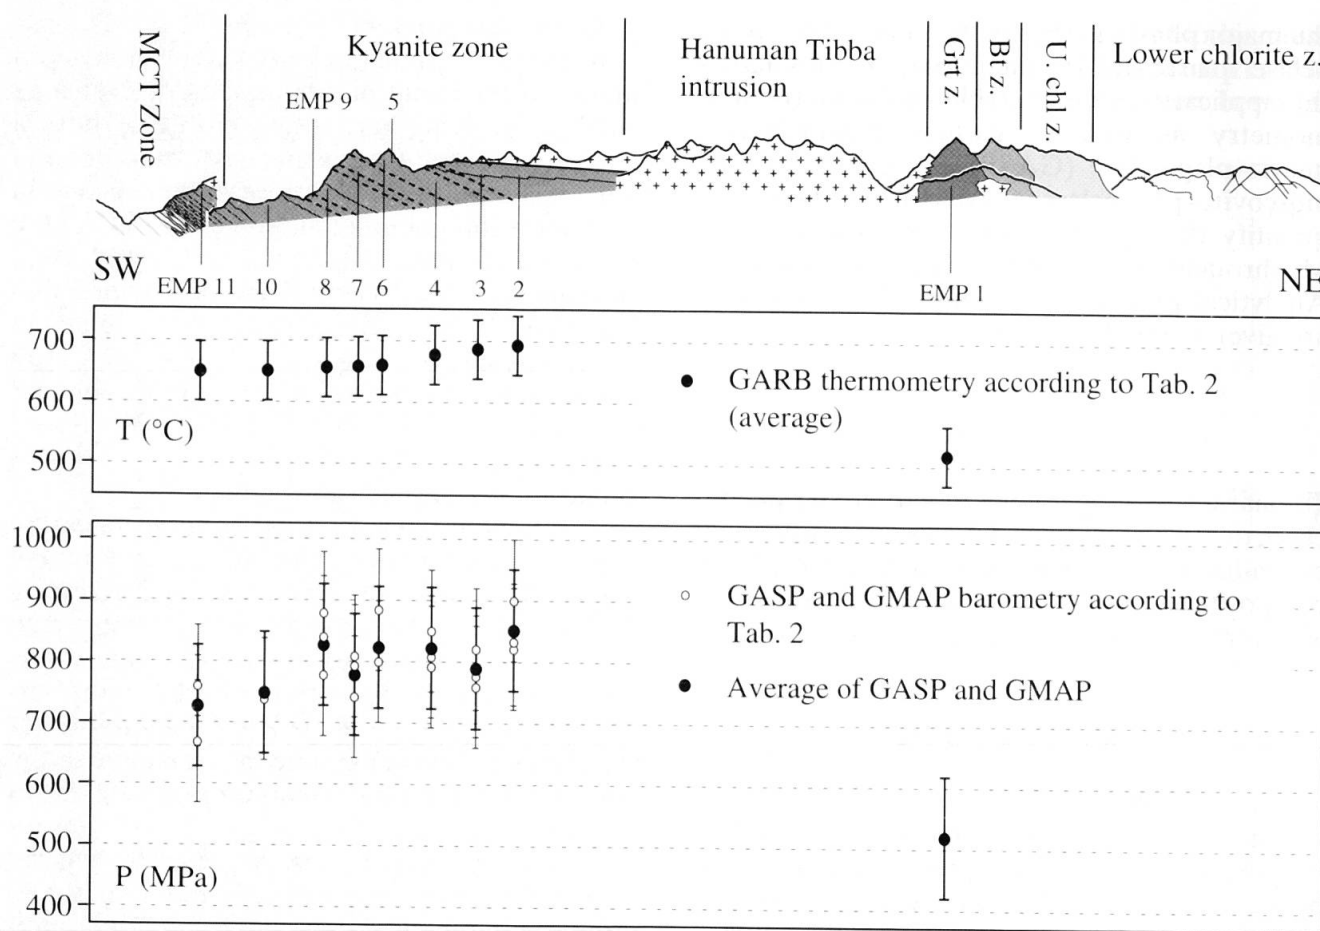 MCT Zone
Kyanite zone
Hanuman Tibba
intrusion
Grt z.
Bt z.
U. chl z.
Lower chlorite z.
EMP 9
5
SW
NE
EMP 11
10
8
7
6
4
3
2
EMP 1
700
600
500
T (°C)
GARB thermometry according to Tab. 2
(average)
1000
900
800
700
600
500
400
P (MPa)
GASP and GMAP barometry according to
Tab. 2
Average of GASP and GMAP